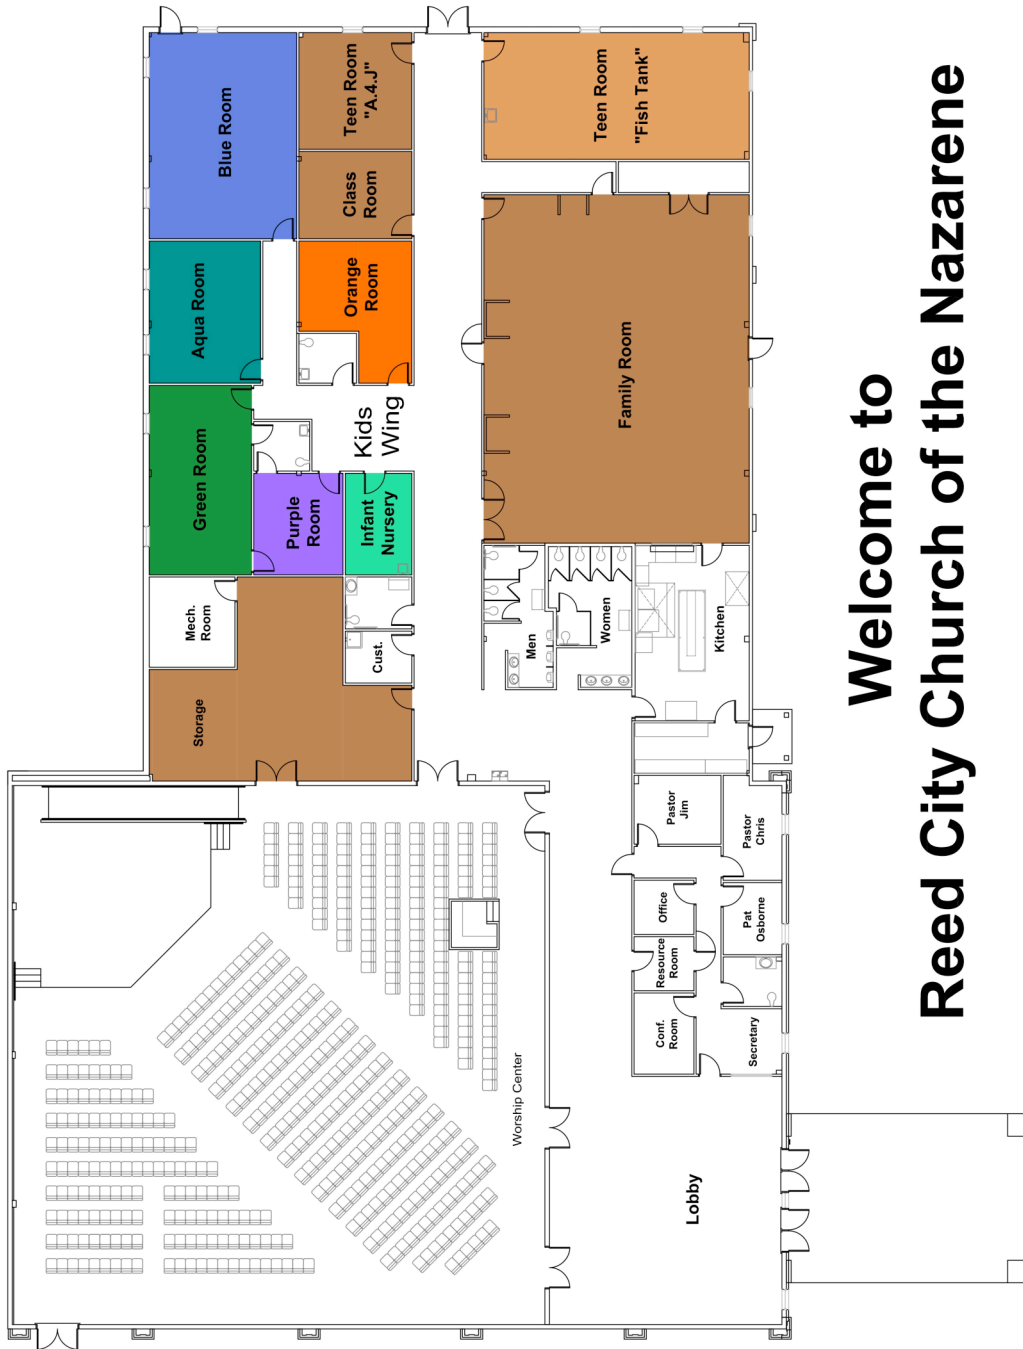 Blue Room
Teen Room
"A.4.J"
Teen Room
"Fish Tank"
Class
Room
Aqua Room
Orange
Room
Family Room
Kids
Wing
Green Room
Purple
Room
Infant
Nursery
Mech.
Room
Men
Women
Kitchen
Cust.
Storage
Pastor
Jim
Pastor
Chris
Office
Pat
Osborne
Resource
Room
Conf.
Room
Secretary
Worship Center
Lobby
Welcome to
Reed City Church of the Nazarene